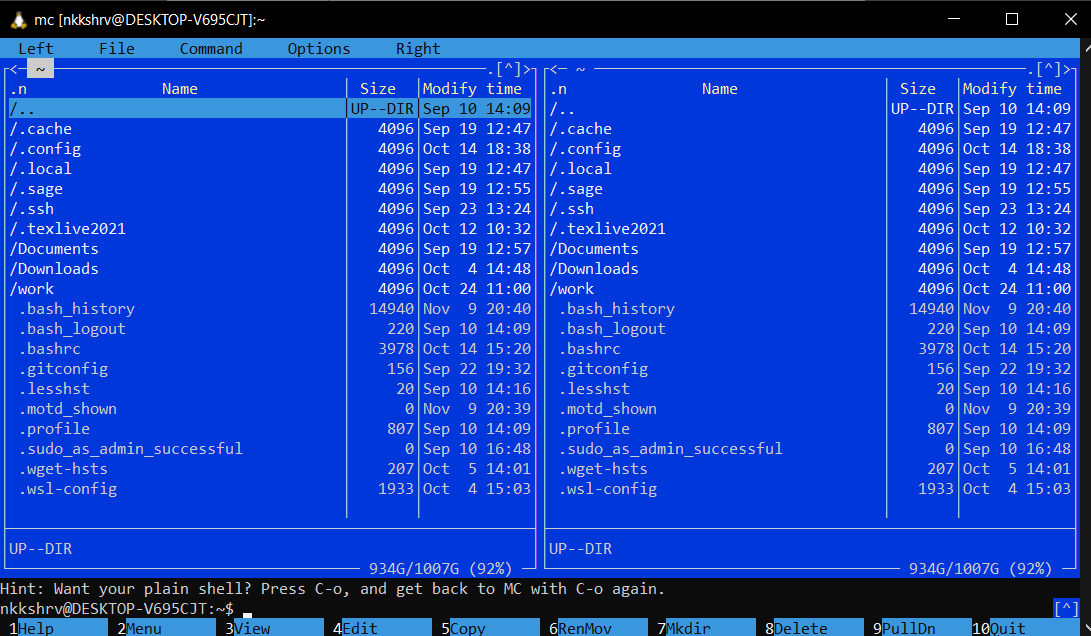 mc [nkkshrv@DESKTOP-V695CJT]:~
Left File Command Options Right
<- ~ .[^]> <- ~ .[^]>
.n Name Size Modify time .n Name Size Modify time
/.. UP--DIR Sep 10 14:09 /.. UP--DIR Sep 10 14:09
/.cache 4096 Sep 19 12:47 /.cache 4096 Sep 19 12:47
/.config 4096 Oct 14 18:38 /.config 4096 Oct 14 18:38
/.local 4096 Sep 19 12:47 /.local 4096 Sep 19 12:47
/.sage 4096 Sep 19 12:55 /.sage 4096 Sep 19 12:55
/.ssh 4096 Sep 23 13:24 /.ssh 4096 Sep 23 13:24
/.texlive2021 4096 Oct 12 10:32 /.texlive2021 4096 Oct 12 10:32
/Documents 4096 Sep 19 12:57 /Documents 4096 Sep 19 12:57
/Downloads 4096 Oct 4 14:48 /Downloads 4096 Oct 4 14:48
/work 4096 Oct 24 11:00 /work 4096 Oct 24 11:00
.bash_history 14940 Nov 9 20:40 .bash_history 14940 Nov 9 20:40
.bash_logout 220 Sep 10 14:09 .bash_logout 220 Sep 10 14:09
.bashrc 3978 Oct 14 15:20 .bashrc 3978 Oct 14 15:20
.gitconfig 156 Sep 22 19:32 .gitconfig 156 Sep 22 19:32
.lesshst 20 Sep 10 14:16 .lesshst 20 Sep 10 14:16
.motd_shown 0 Nov 9 20:39 .motd_shown 0 Nov 9 20:39
.profile 807 Sep 10 14:09 .profile 807 Sep 10 14:09
.sudo_as_admin_successful 0 Sep 10 16:48 .sudo_as_admin_successful 0 Sep 10 16:48
.wget-hsts 207 Oct 5 14:01 .wget-hsts 207 Oct 5 14:01
.wsl-config 1933 Oct 4 15:03 .wsl-config 1933 Oct 4 15:03
UP--DIR UP--DIR
934G/1007G (92%) 934G/1007G (92%)
Hint: Want your plain shell? Press C-o, and get back to MC with C-o again.
nkkshrv@DESKTOP-V695CJT:~$ [^]
1Help 2Menu 3View 4Edit 5Copy 6RenMov 7Mkdir 8Delete 9PullDn 10Quit